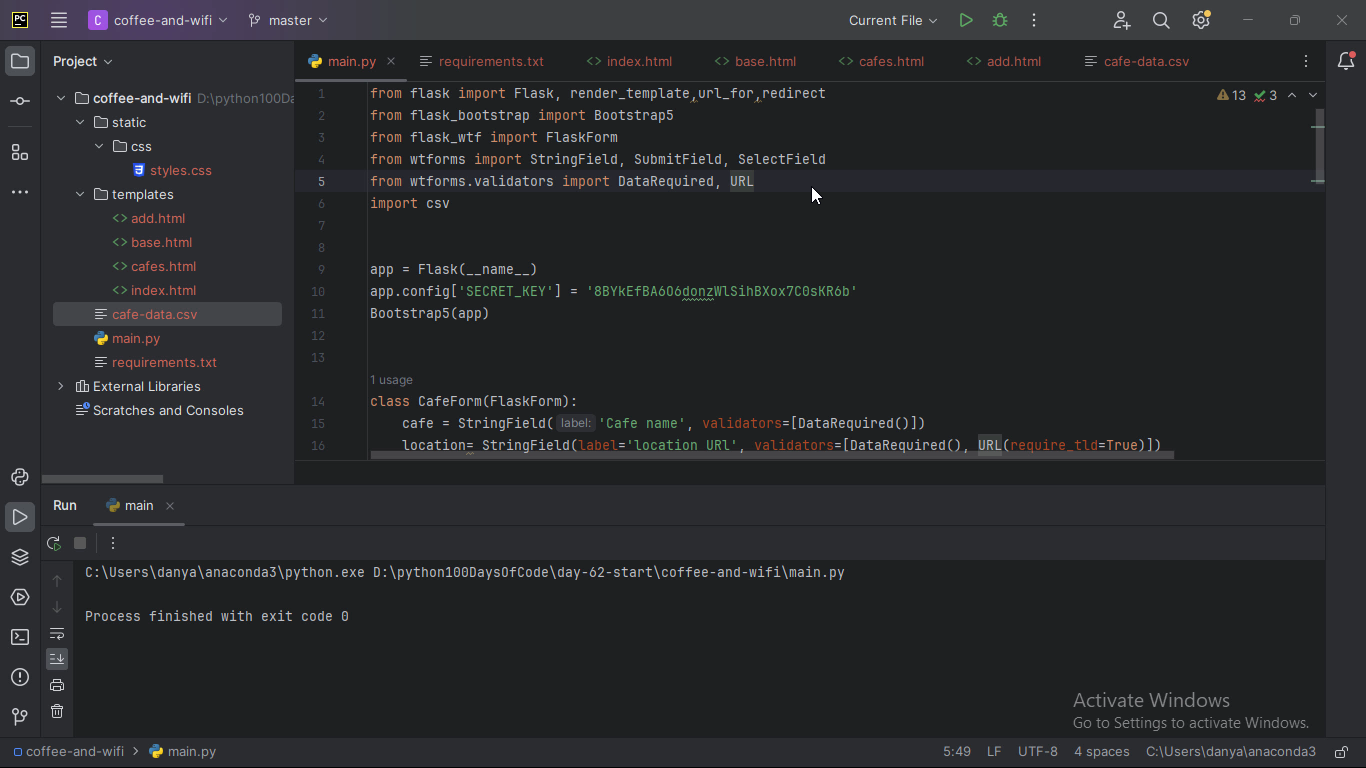 PC
C coffee-and-wifi master Current File
Project
main.py requirements.txt index.html base.html cafes.html add.html cafe-data.csv
coffee-and-wifi D:\python100Da
static
css
styles.css
templates
add.html
base.html
cafes.html
index.html
cafe-data.csv
main.py
requirements.txt
External Libraries
Scratches and Consoles
13 3
1 from flask import Flask, render_template,url_for,redirect
2 from flask_bootstrap import Bootstrap5
3 from flask_wtf import FlaskForm
4 from wtforms import StringField, SubmitField, SelectField
5 from wtforms.validators import DataRequired, URL
6 import csv
7
8
9 app = Flask(__name__)
10 app.config['SECRET_KEY'] = '8BYkEfBA6O6donzWlSihBXox7C0sKR6b'
11 Bootstrap5(app)
12
13
1 usage
14 class CafeForm(FlaskForm):
15 cafe = StringField( label: 'Cafe name', validators=[DataRequired()])
16 location= StringField(label='location URl', validators=[DataRequired(), URL(require_tld=True)])
Run main
C:\Users\danya\anaconda3\python.exe D:\python100DaysOfCode\day-62-start\coffee-and-wifi\main.py
Process finished with exit code 0
Activate Windows
Go to Settings to activate Windows.
coffee-and-wifi > main.py 5:49 LF UTF-8 4 spaces C:\Users\danya\anaconda3